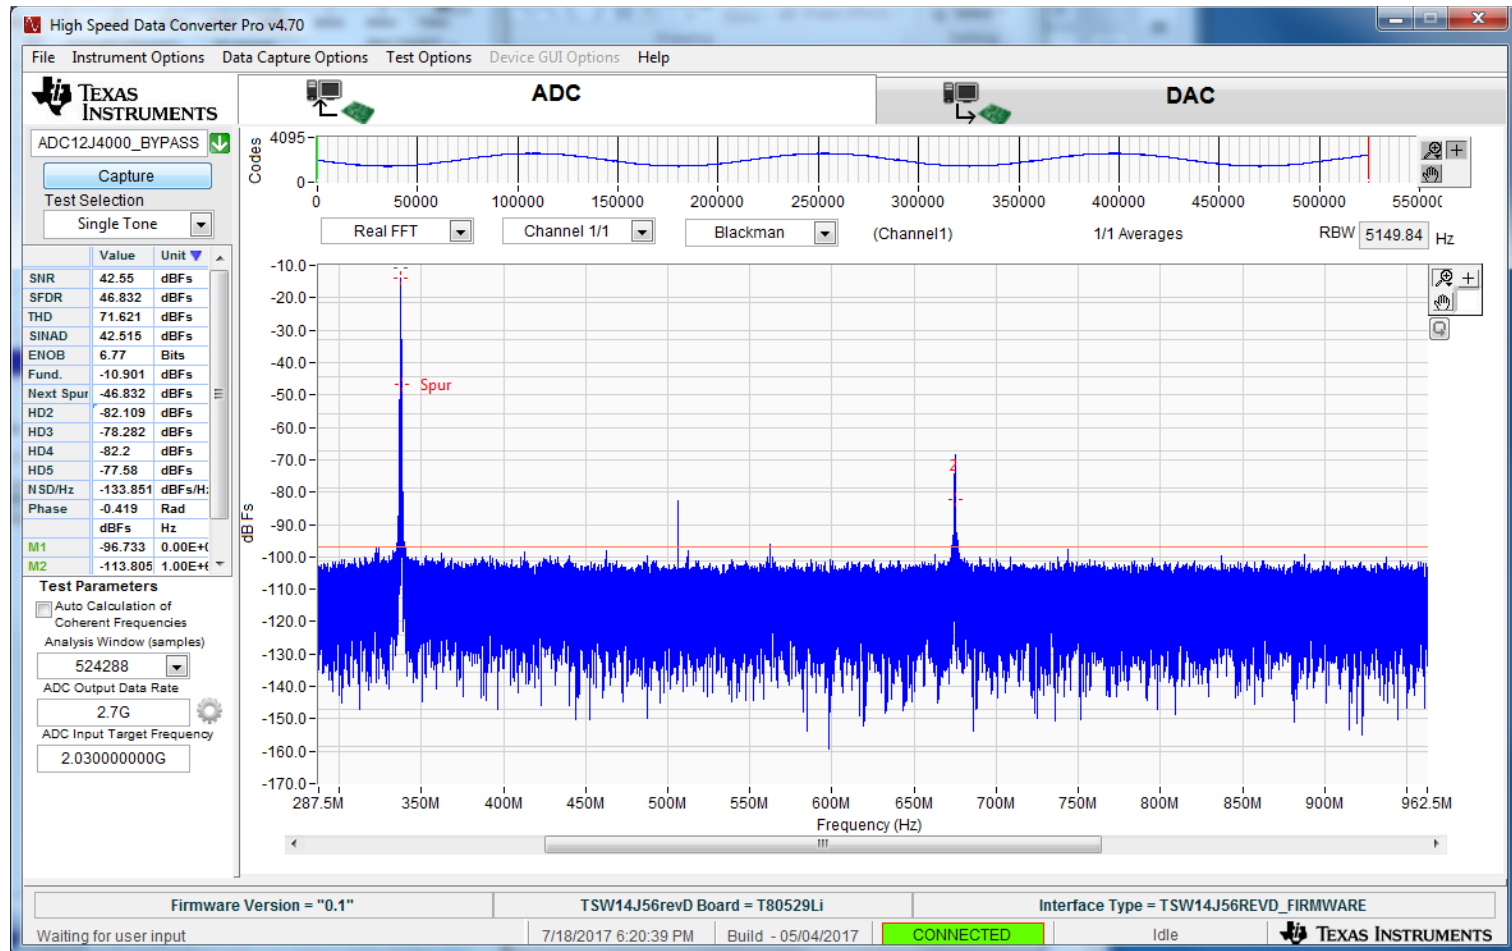 High Speed Data Converter Pro v4.70
File Instrument Options Data Capture Options Test Options Device GUI Options Help
TEXAS INSTRUMENTS
ADC
DAC
ADC12J4000_BYPASS
Capture
Test Selection
Single Tone
Value Unit
SNR 42.55 dBFs
SFDR 46.832 dBFs
THD 71.621 dBFs
SINAD 42.515 dBFs
ENOB 6.77 Bits
Fund. -10.901 dBFs
Next Spur -46.832 dBFs
HD2 -82.109 dBFs
HD3 -78.282 dBFs
HD4 -82.2 dBFs
HD5 -77.58 dBFs
NSD/Hz -133.851 dBFs/H
Phase -0.419 Rad
dBFs Hz
M1 -96.733 0.00E+
M2 -113.805 1.00E+
Test Parameters
Auto Calculation of
Coherent Frequencies
Analysis Window (samples)
524288
ADC Output Data Rate
2.7G
ADC Input Target Frequency
2.030000000G
Codes
4095
0
0 50000 100000 150000 200000 250000 300000 350000 400000 450000 500000 550000
Real FFT Channel 1/1 Blackman (Channel1) 1/1 Averages RBW 5149.84 Hz
dBFs
-10.0
-20.0
-30.0
-40.0
-50.0
-60.0
-70.0
-80.0
-90.0
-100.0
-110.0
-120.0
-130.0
-140.0
-150.0
-160.0
-170.0
Spur
2
287.5M 350M 400M 450M 500M 550M 600M 650M 700M 750M 800M 850M 900M 962.5M
Frequency (Hz)
Firmware Version = "0.1" TSW14J56revD Board = T80529Li Interface Type = TSW14J56REVD_FIRMWARE
Waiting for user input 7/18/2017 6:20:39 PM Build - 05/04/2017 CONNECTED Idle TEXAS INSTRUMENTS